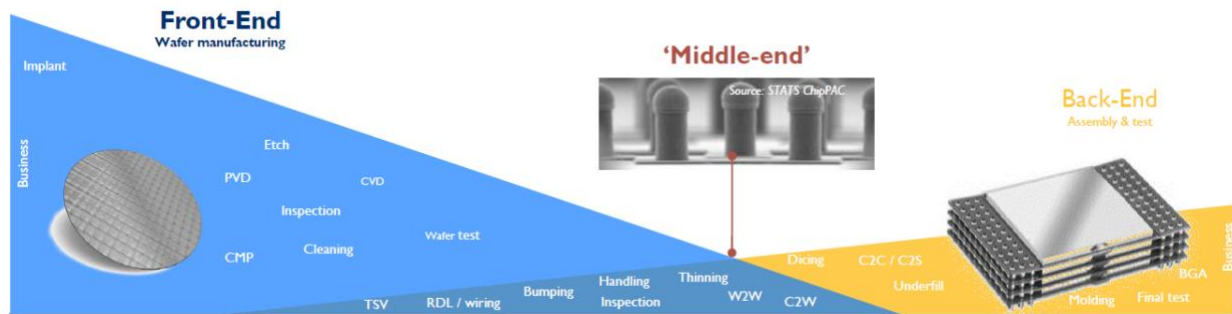 Front-End
Wafer manufacturing
'Middle-end'
Source: STATS ChipPAC
Back-End
Assembly & test
Implant
Business
Etch
PVD
CVD
Inspection
Cleaning
Wafer test
CMP
TSV
RDL / wiring
Bumping
Handling
Inspection
Thinning
W2W
C2W
Dicing
C2C / C2S
Underfill
Molding
Final test
BGA
Business